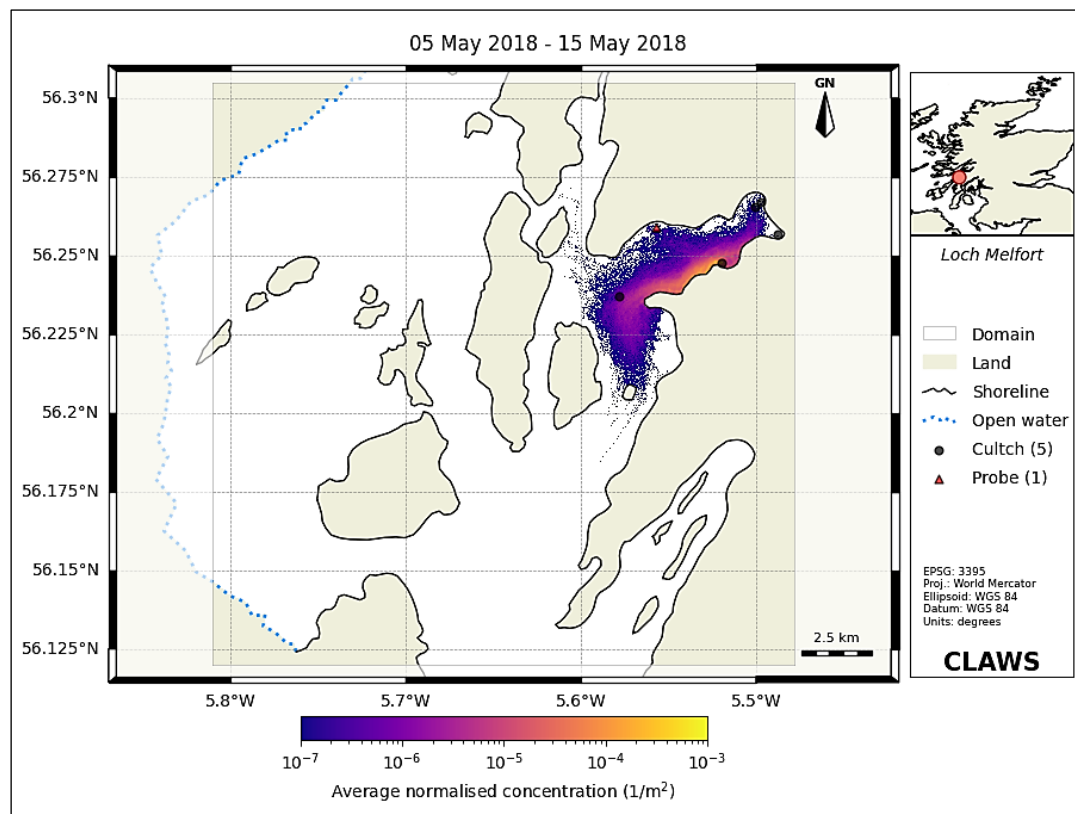 05 May 2018 - 15 May 2018
56.3°N
56.275°N
56.25°N
56.225°N
56.2°N
56.175°N
56.15°N
56.125°N
5.8°W
5.7°W
5.6°W
5.5°W
GN
2.5 km
Loch Melfort
Domain
Land
Shoreline
Open water
Cultch (5)
Probe (1)
EPSG: 3395
Proj.: World Mercator
Ellipsoid: WGS 84
Datum: WGS 84
Units: degrees
CLAWS
10⁻⁷ 10⁻⁶ 10⁻⁵ 10⁻⁴ 10⁻³
Average normalised concentration (1/m²)